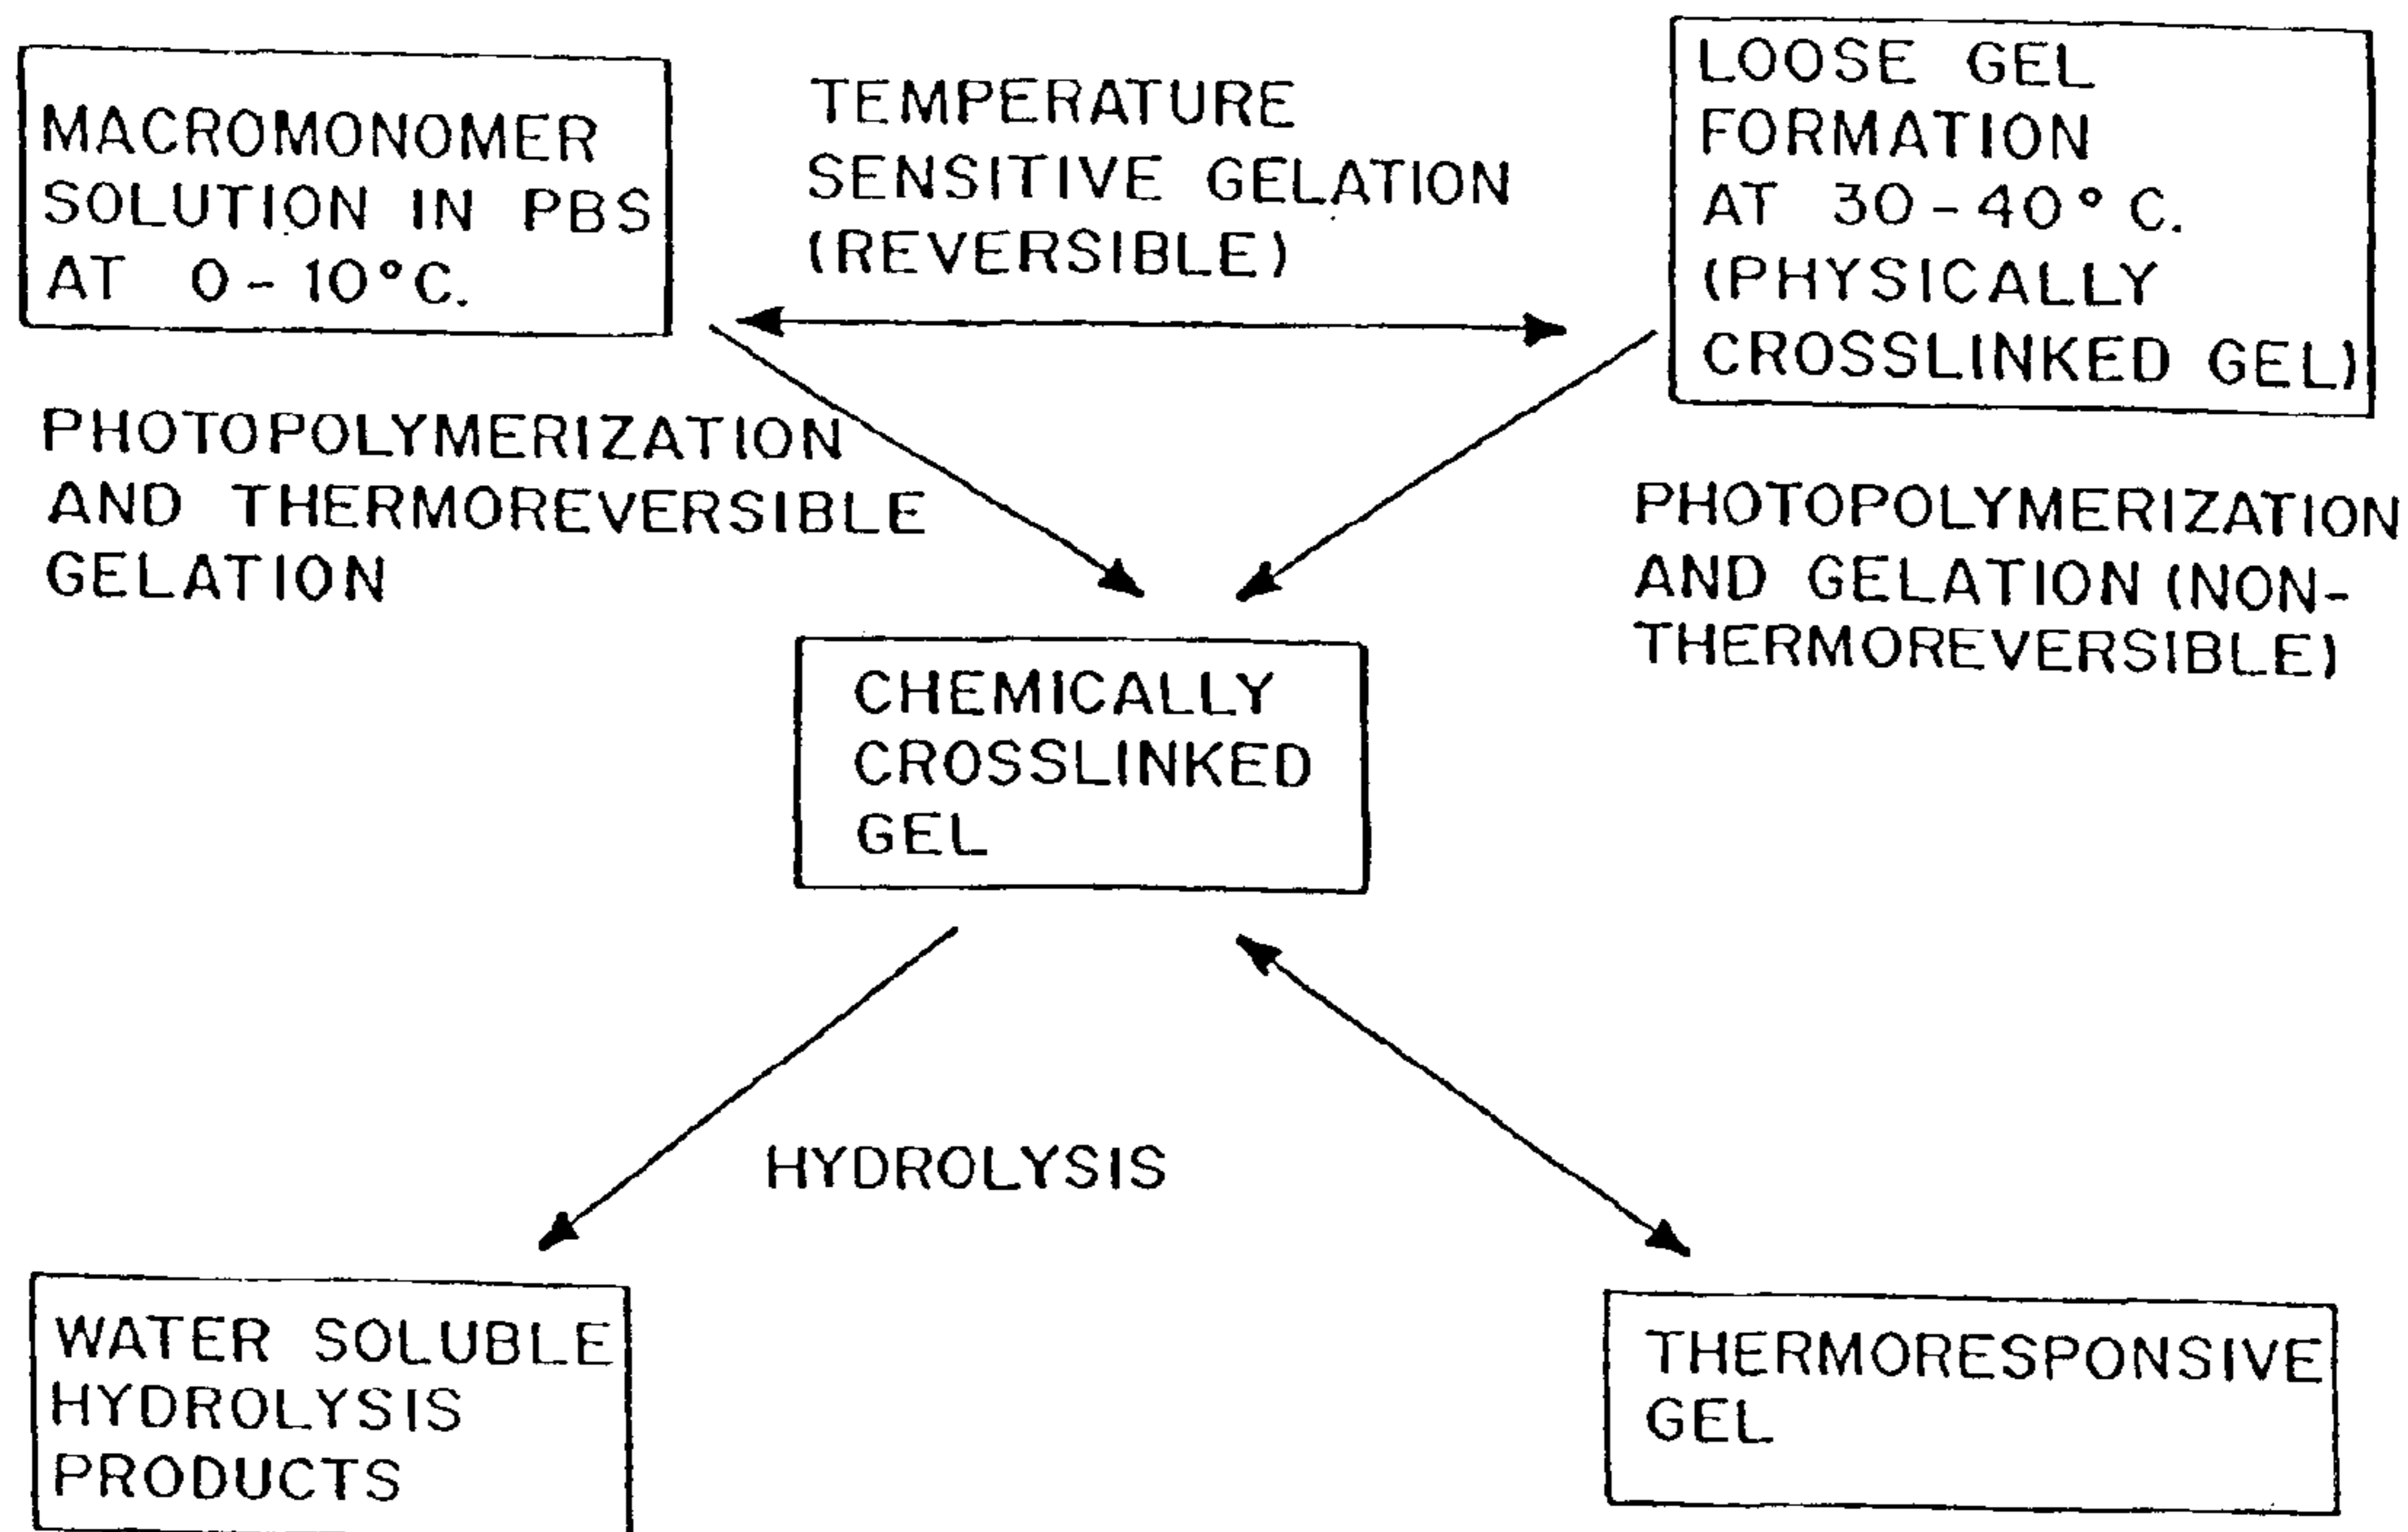 MACROMONOMER
SOLUTION IN PBS
AT 0-10°C.
TEMPERATURE
SENSITIVE GELATION
(REVERSIBLE)
LOOSE GEL
FORMATION
AT 30-40° C.
(PHYSICALLY
CROSSLINKED GEL)
PHOTOPOLYMERIZATION
AND THERMOREVERSIBLE
GELATION
PHOTOPOLYMERIZATION
AND GELATION (NON-
THERMOREVERSIBLE)
CHEMICALLY
CROSSLINKED
GEL
HYDROLYSIS
WATER SOLUBLE
HYDROLYSIS
PRODUCTS
THERMORESPONSIVE
GEL